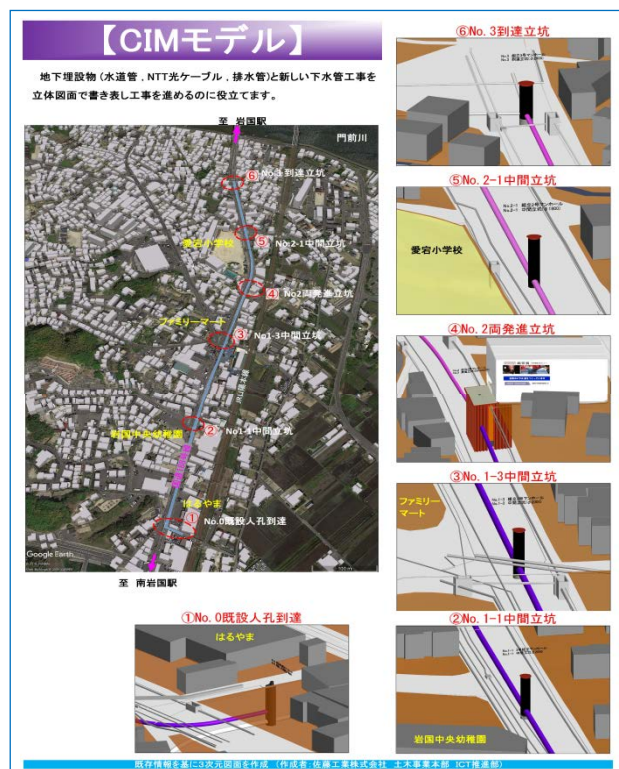 【CIMモデル】
地下埋設物(水道管,NTT光ケーブル,排水管)と新しい下水管工事を
立体図面で書き表し工事を進めるのに役立てます。
至 岩国駅
門前川
⑥
No.3到達立坑
愛宕小学校
⑤
No.2-1中間立坑
④
No2両発進立坑
ファミリーマート
③
No1-3中間立坑
岩国中央幼稚園
②
No1-1中間立坑
はるやま
①
No.0既設人孔到達
Google Earth
至 南岩国駅
⑥No.3到達立坑
⑤No.2-1中間立坑
愛宕小学校
④No.2両発進立坑
③No.1-3中間立坑
ファミリー
マート
②No.1-1中間立坑
岩国中央幼稚園
①No.0既設人孔到達
はるやま
既存情報を基に3次元図面を作成 (作成者:佐藤工業株式会社 土木事業本部 ICT推進部)